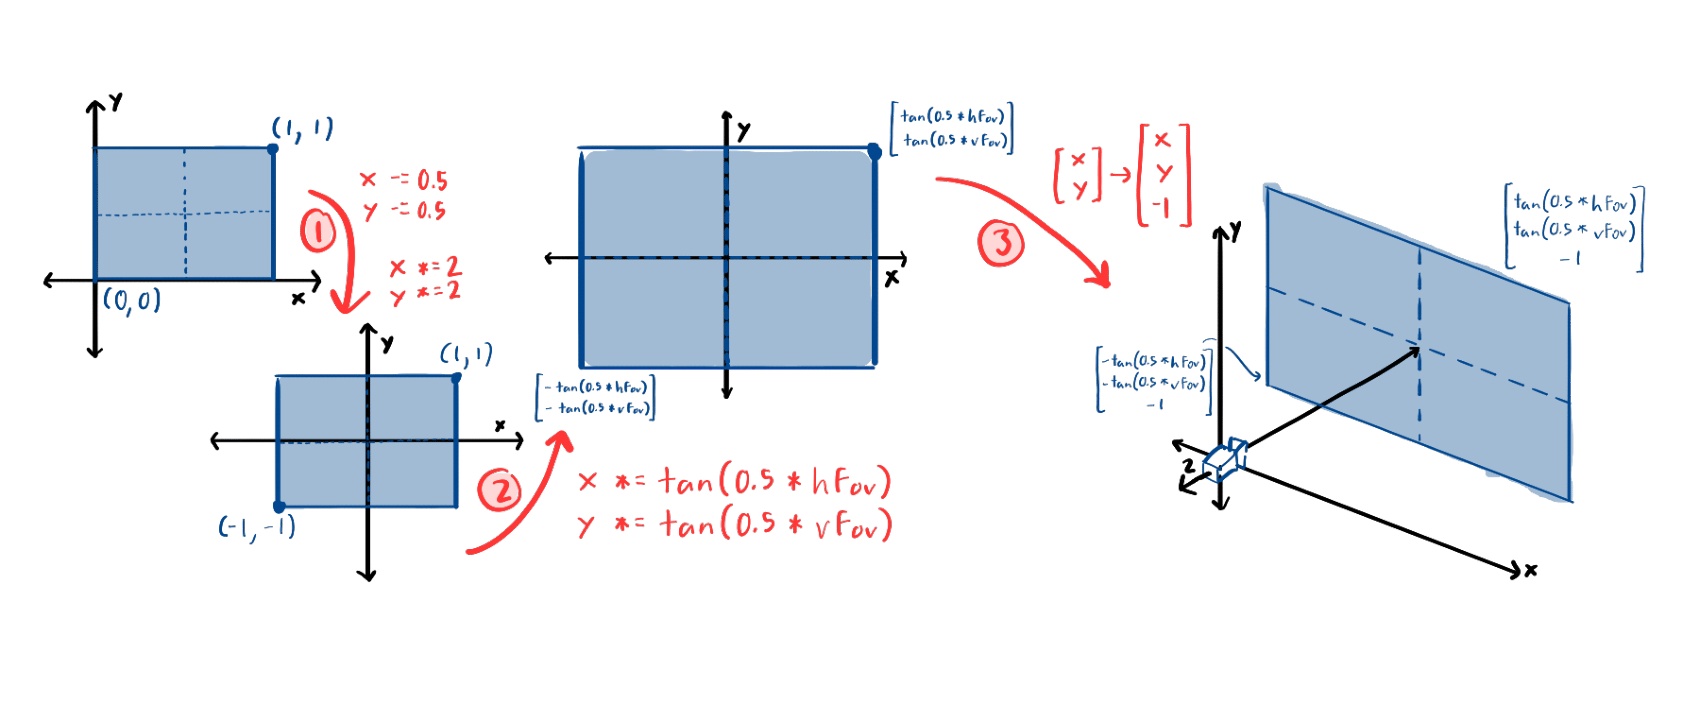 y
(1, 1)
(0,0)
x
1
x -= 0.5
y -= 0.5
x *= 2
y *= 2
y
(1,1)
x
(-1, -1)
2
x *= tan(0.5 * hFov)
y *= tan(0.5 * vFov)
y
x
tan(0.5 * hFov)
tan(0.5 * vFov)
- tan(0.5 * hFov)
- tan(0.5 * vFov)
3
x
y
→
x
y
-1
y
tan(0.5 * hFov)
tan(0.5 * vFov)
-1
-tan(0.5 * hFov)
-tan(0.5 * vFov)
-1
z
x